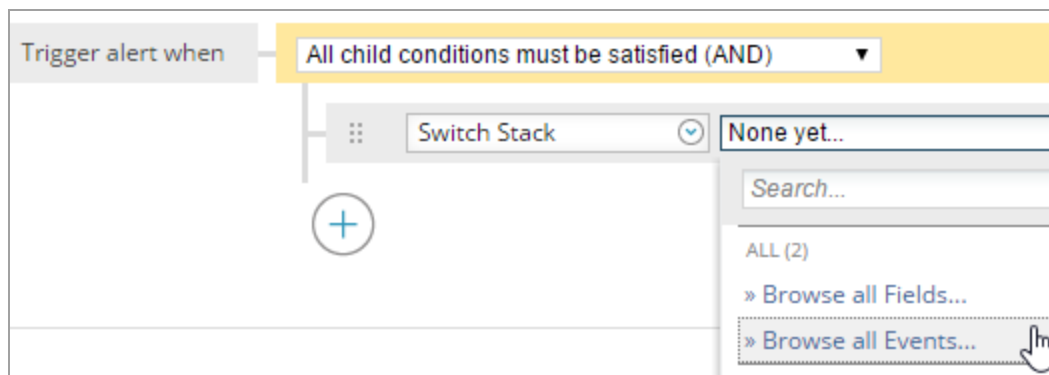 Trigger alert when
All child conditions must be satisfied (AND)
Switch Stack
None yet...
Search...
ALL (2)
» Browse all Fields...
» Browse all Events...